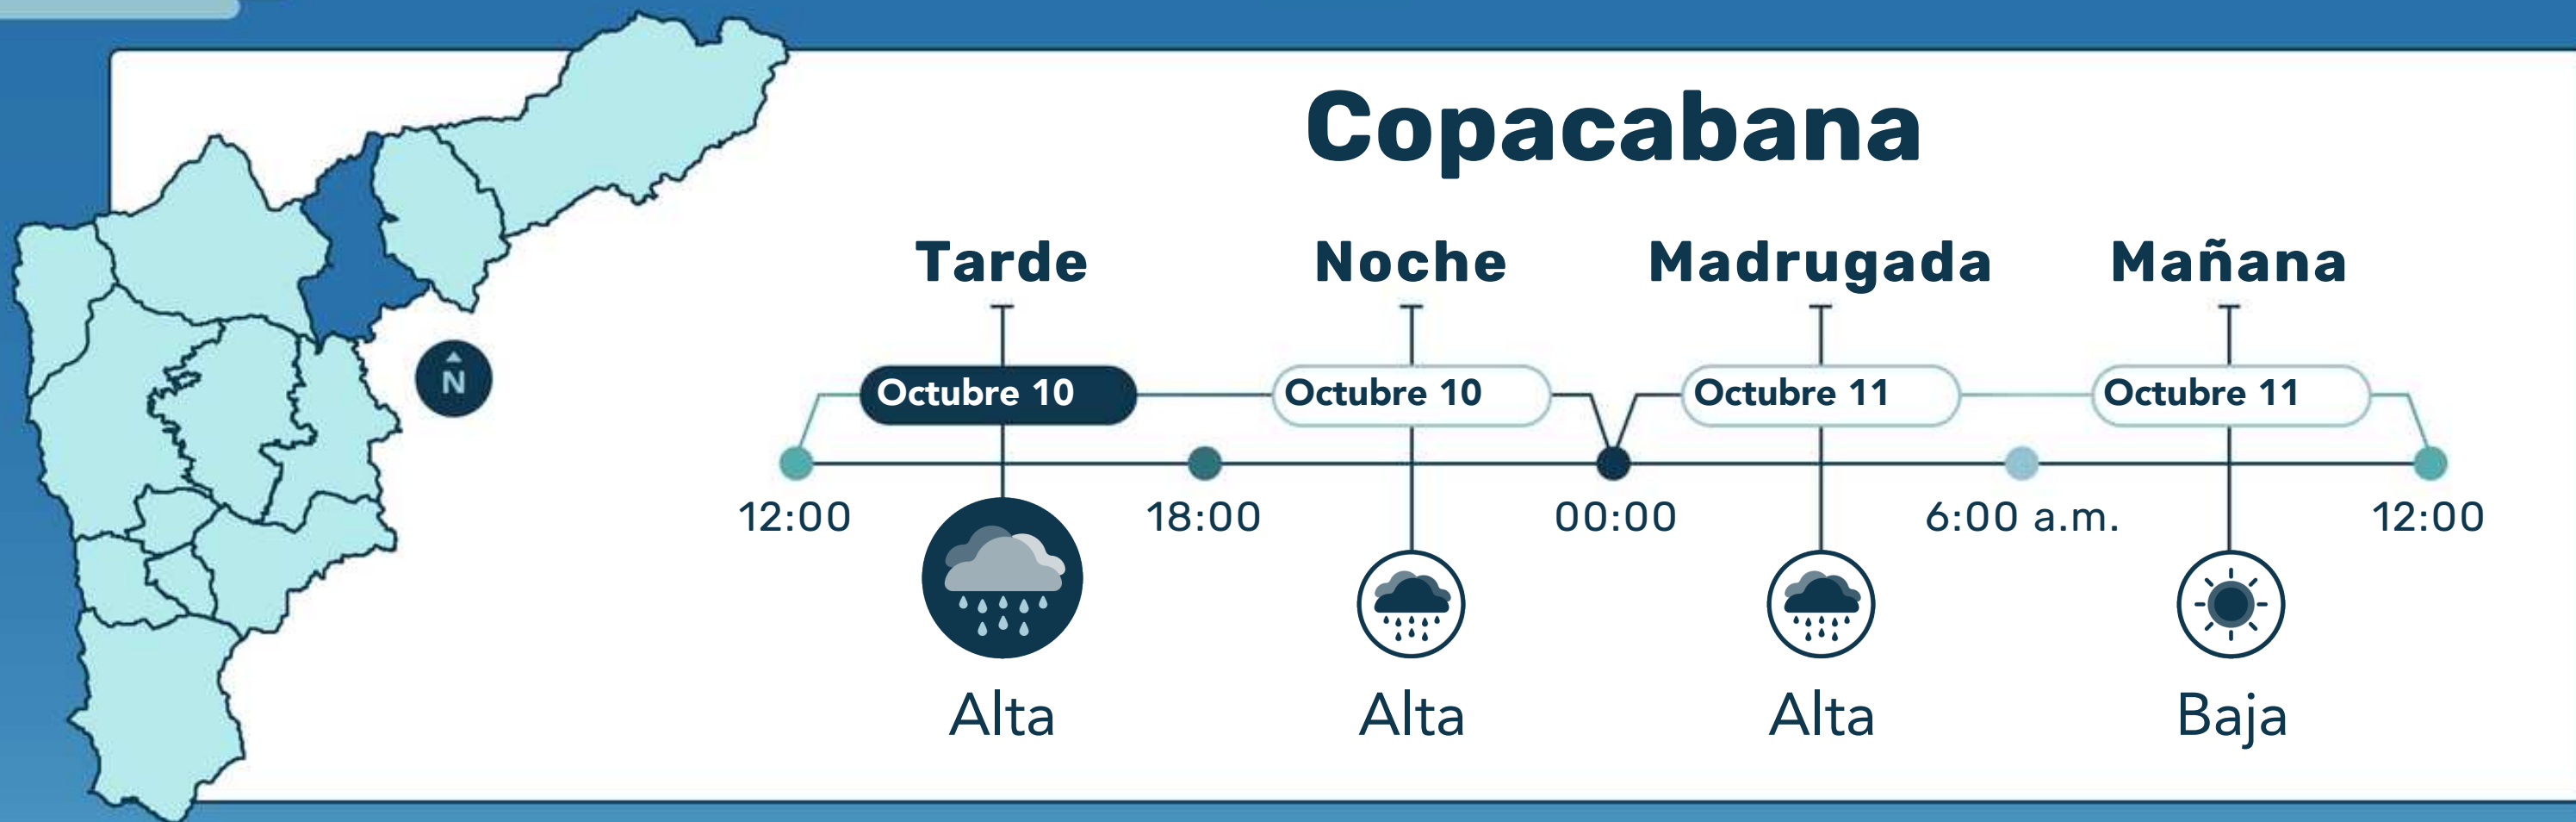 Copacabana
Tarde Noche Madrugada Mañana
N
Octubre 10 Octubre 10 Octubre 11 Octubre 11
12:00 18:00 00:00 6:00 a.m. 12:00
Alta Alta Alta Baja